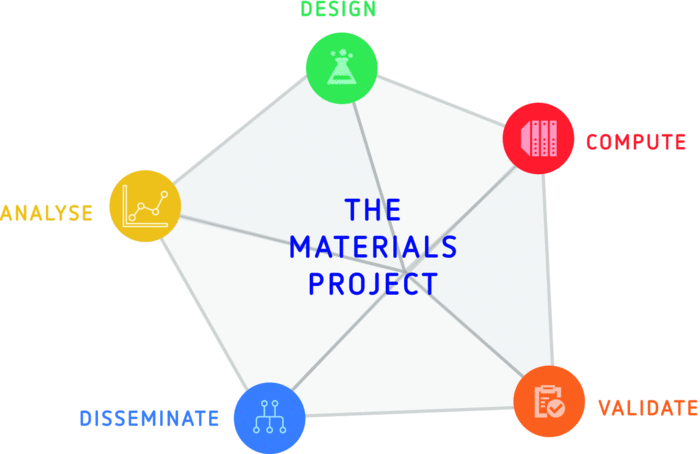 DESIGN
COMPUTE
ANALYSE
THE
MATERIALS
PROJECT
DISSEMINATE
VALIDATE